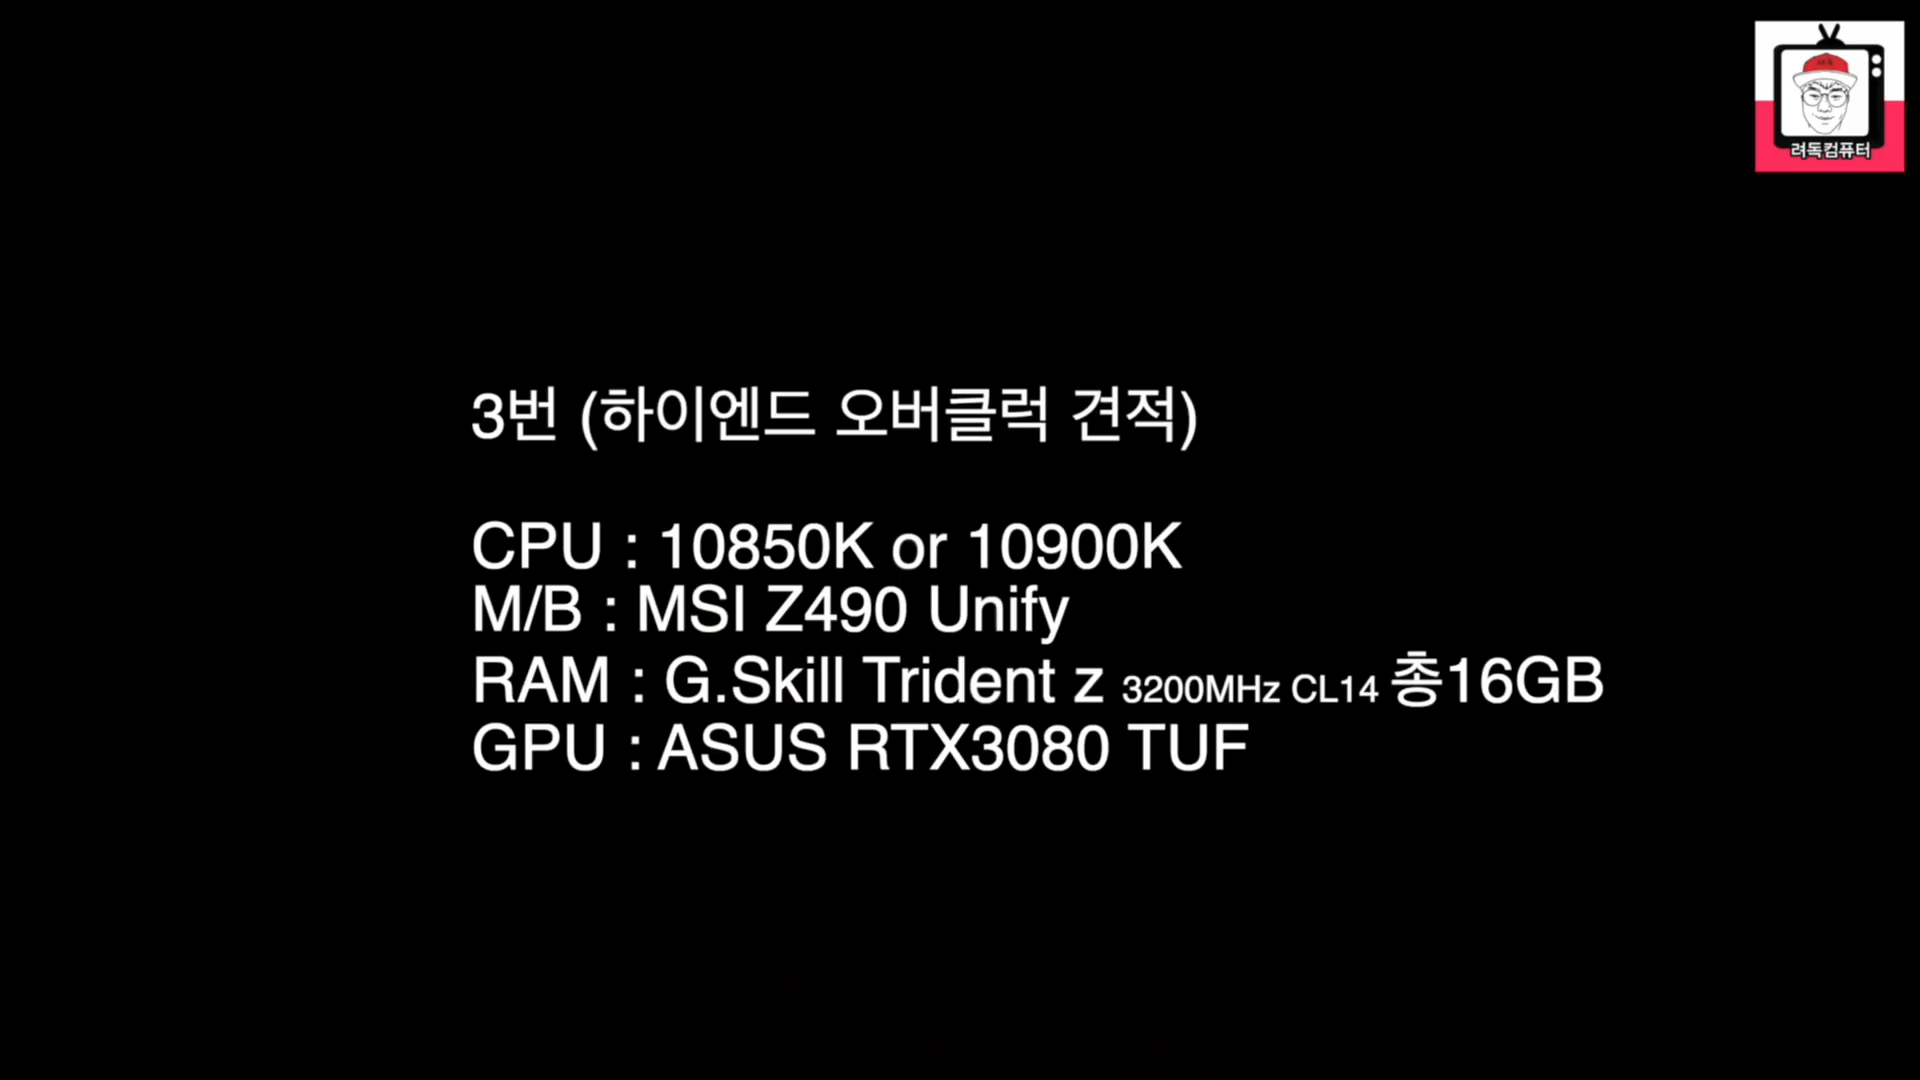 려독컴퓨터
3번 (하이엔드 오버클럭 견적)
CPU : 10850K or 10900K
M/B : MSI Z490 Unify
RAM : G.Skill Trident z 3200MHz CL14 총16GB
GPU : ASUS RTX3080 TUF